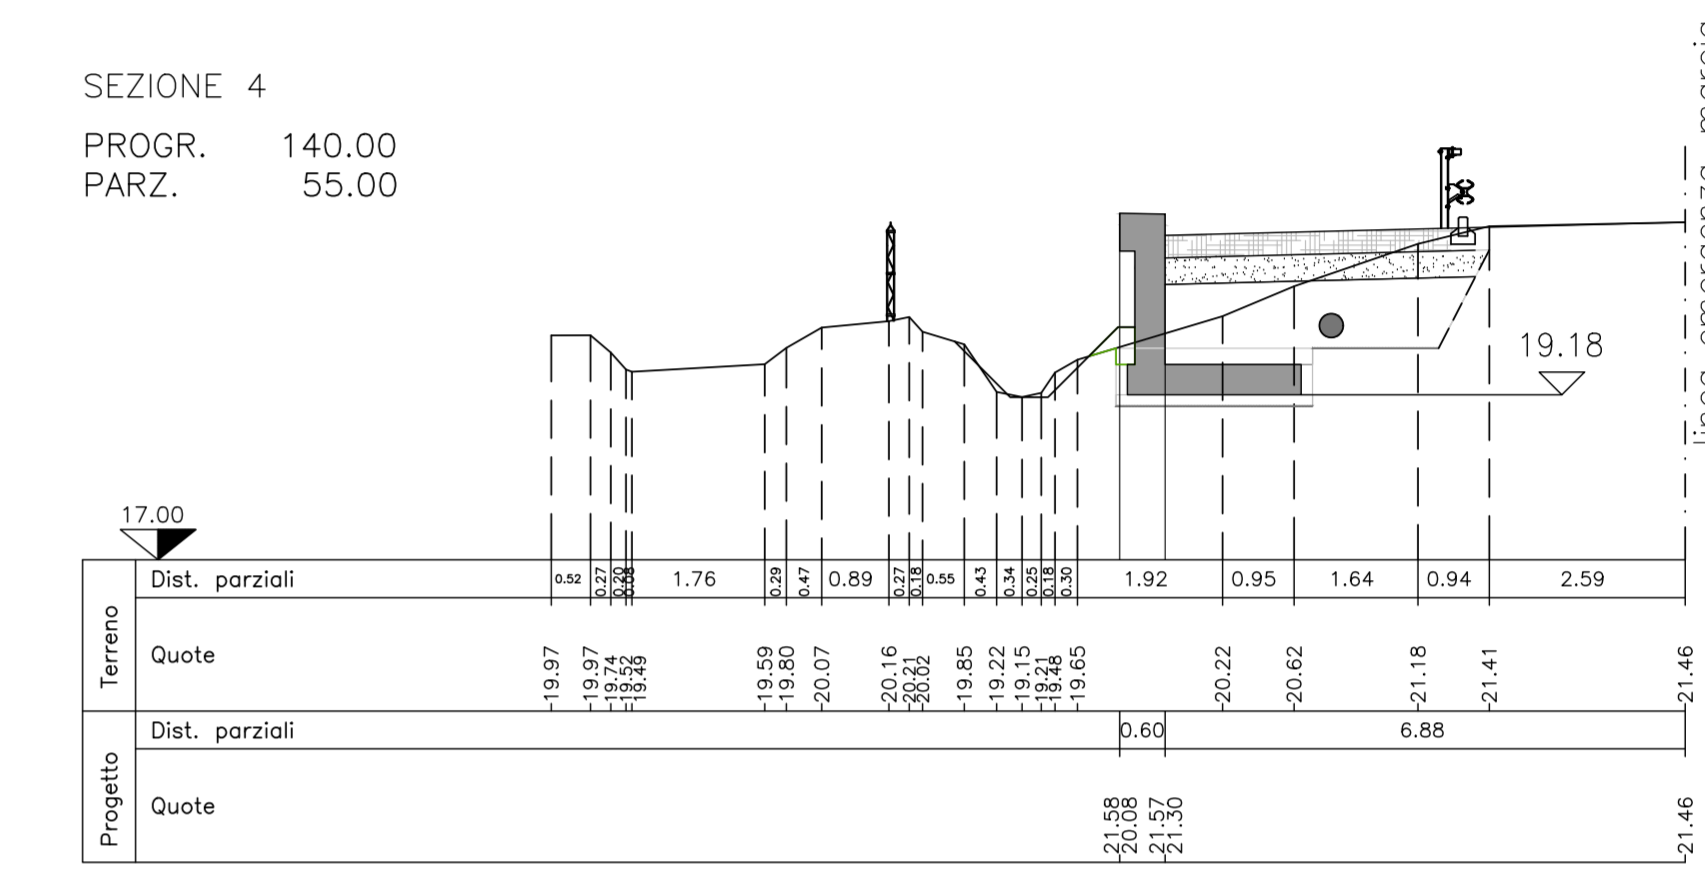 SEZIONE 4
PROGR. 140.00
PARZ. 55.00
linea emergenza marcia
19.18
17.00
Terreno
Dist. parziali 0.52 0.27 0.20 0.08 1.76 0.29 0.47 0.89 0.27 0.18 0.55 0.43 0.34 0.25 0.18 0.30 1.92 0.95 1.64 0.94 2.59
Quote 19.97 19.97 19.74 19.52 19.49 19.59 19.80 20.07 20.16 20.21 20.02 19.85 19.22 19.15 19.21 19.48 19.65 20.22 20.62 21.18 21.41 21.46
Progetto
Dist. parziali 0.60 6.88
Quote 21.58 20.08 21.57 21.30 21.46